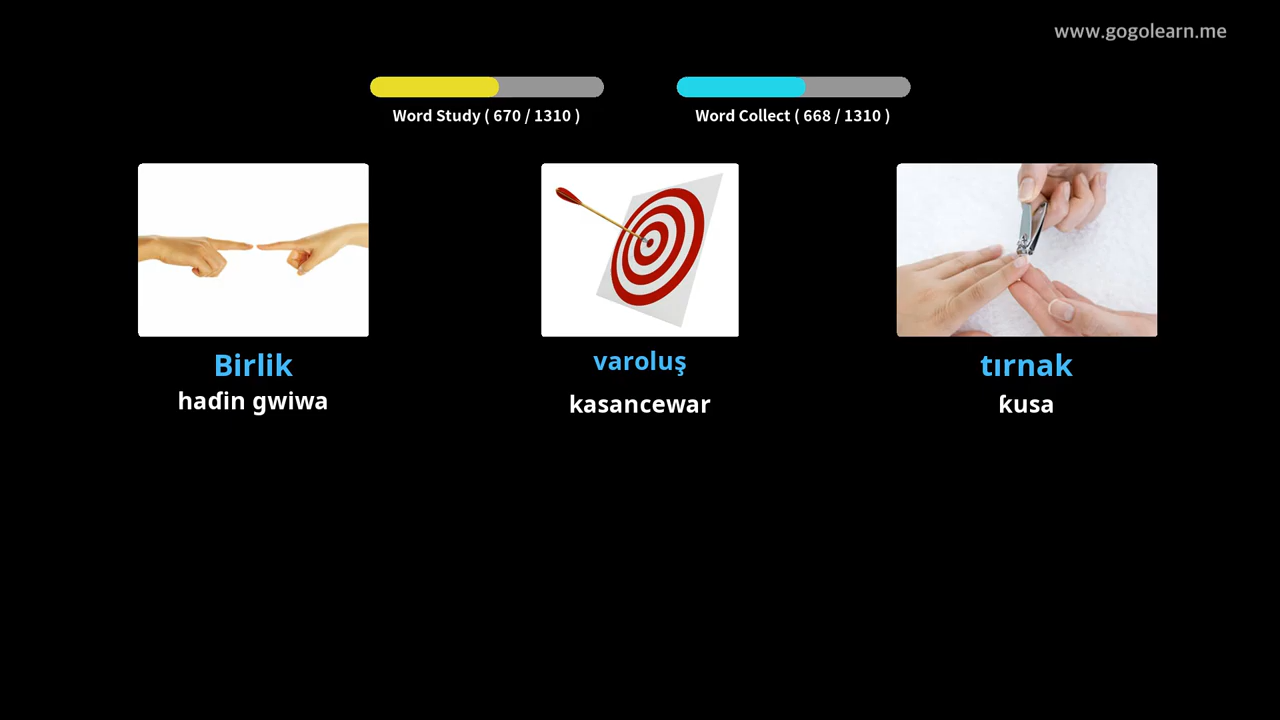 www.gogolearn.me
Word Study ( 670 / 1310 )
Word Collect ( 668 / 1310 )
Birlik
haɗin gwiwa
varoluş
kasancewar
tırnak
ƙusa